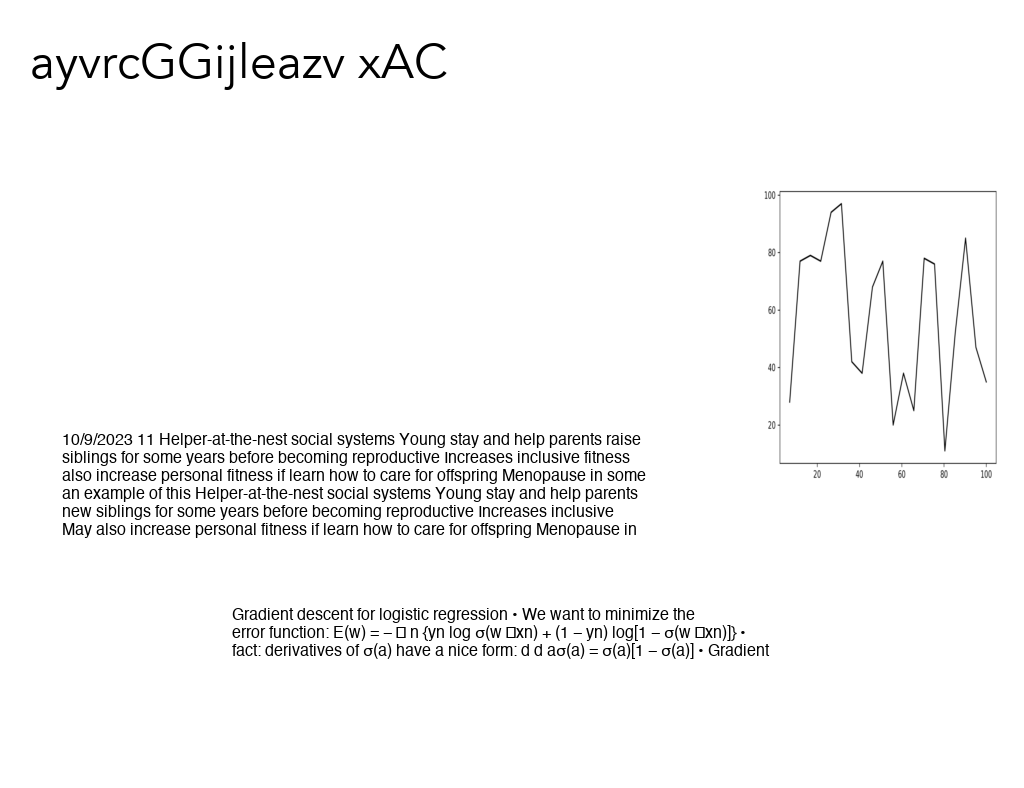 ayvrcGGijleazv xAC
100
80
60
40
20
20 40 60 80 100
10/9/2023 11 Helper-at-the-nest social systems Young stay and help parents raise
siblings for some years before becoming reproductive Increases inclusive fitness
also increase personal fitness if learn how to care for offspring Menopause in some
an example of this Helper-at-the-nest social systems Young stay and help parents
new siblings for some years before becoming reproductive Increases inclusive
May also increase personal fitness if learn how to care for offspring Menopause in
Gradient descent for logistic regression • We want to minimize the
error function: E(w) = – □ n {yn log σ(w □xn) + (1 – yn) log[1 – σ(w □xn)]} •
fact: derivatives of σ(a) have a nice form: d d aσ(a) = σ(a)[1 – σ(a)] • Gradient